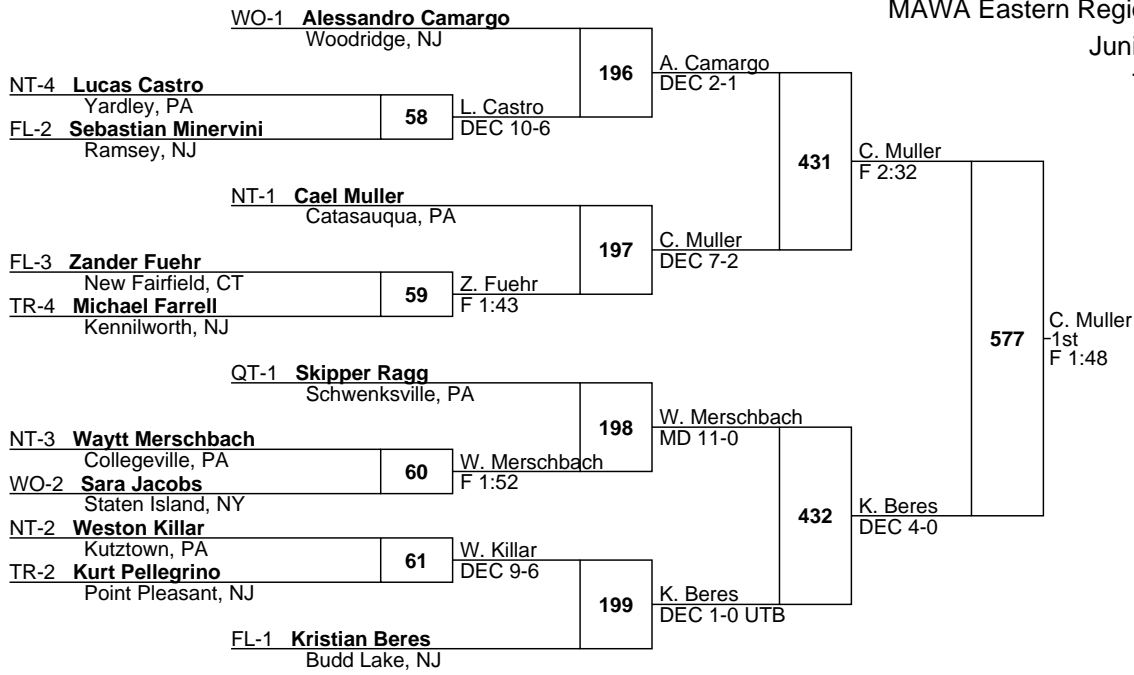 MAWA Eastern Regi
Juni
WO-1 Alessandro Camargo
Woodridge, NJ
196
A. Camargo
DEC 2-1
NT-4 Lucas Castro
Yardley, PA
58
L. Castro
DEC 10-6
FL-2 Sebastian Minervini
Ramsey, NJ
431
C. Muller
F 2:32
NT-1 Cael Muller
Catasauqua, PA
197
C. Muller
DEC 7-2
FL-3 Zander Fuehr
New Fairfield, CT
59
Z. Fuehr
F 1:43
TR-4 Michael Farrell
Kennilworth, NJ
577
C. Muller
1st
F 1:48
QT-1 Skipper Ragg
Schwenksville, PA
198
W. Merschbach
MD 11-0
NT-3 Waytt Merschbach
Collegeville, PA
60
W. Merschbach
F 1:52
WO-2 Sara Jacobs
Staten Island, NY
432
K. Beres
DEC 4-0
NT-2 Weston Killar
Kutztown, PA
61
W. Killar
DEC 9-6
TR-2 Kurt Pellegrino
Point Pleasant, NJ
199
K. Beres
DEC 1-0 UTB
FL-1 Kristian Beres
Budd Lake, NJ